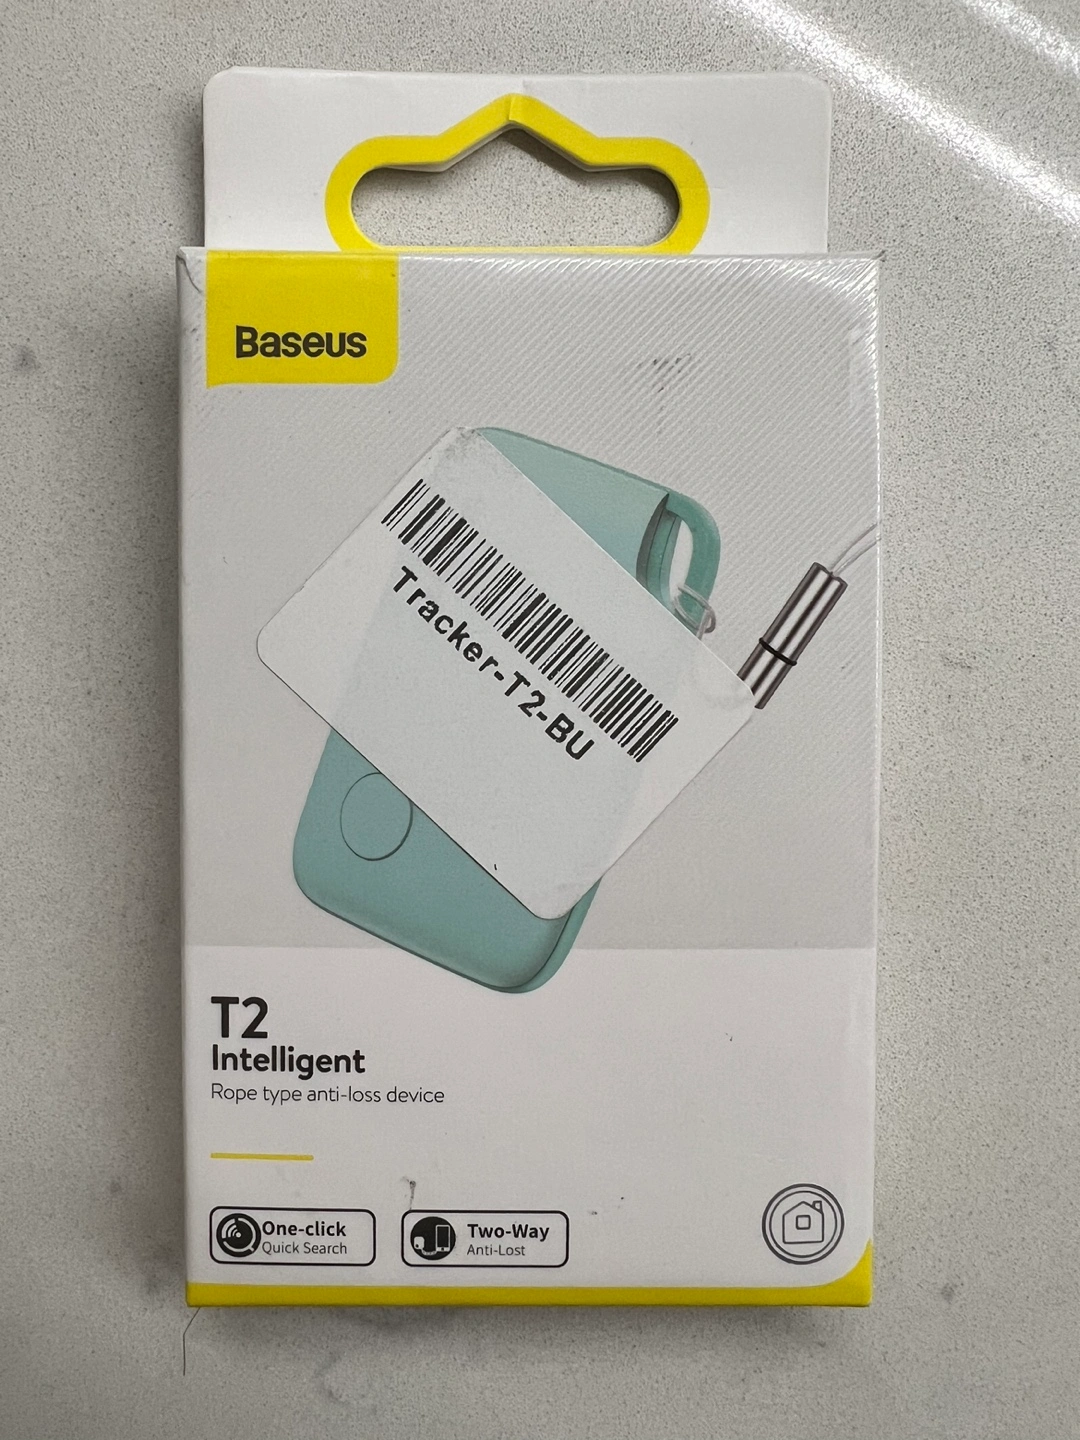 Baseus
Tracker-T2-BU
T2
Intelligent
Rope type anti-loss device
One-click
Quick Search
Two-Way
Anti-Lost